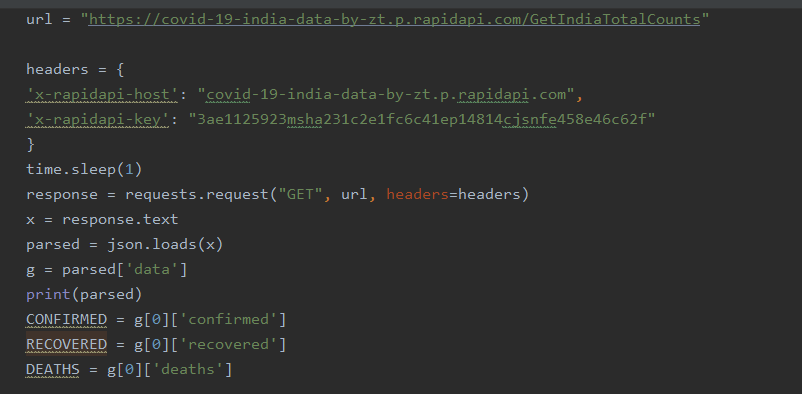 url = "https://covid-19-india-data-by-zt.p.rapidapi.com/GetIndiaTotalCounts"
headers = {
'x-rapidapi-host': "covid-19-india-data-by-zt.p.rapidapi.com",
'x-rapidapi-key': "3ae1125923msha231c2e1fc6c41ep14814cjsnfe458e46c62f"
}
time.sleep(1)
response = requests.request("GET", url, headers=headers)
x = response.text
parsed = json.loads(x)
g = parsed['data']
print(parsed)
CONFIRMED = g[0]['confirmed']
RECOVERED = g[0]['recovered']
DEATHS = g[0]['deaths']